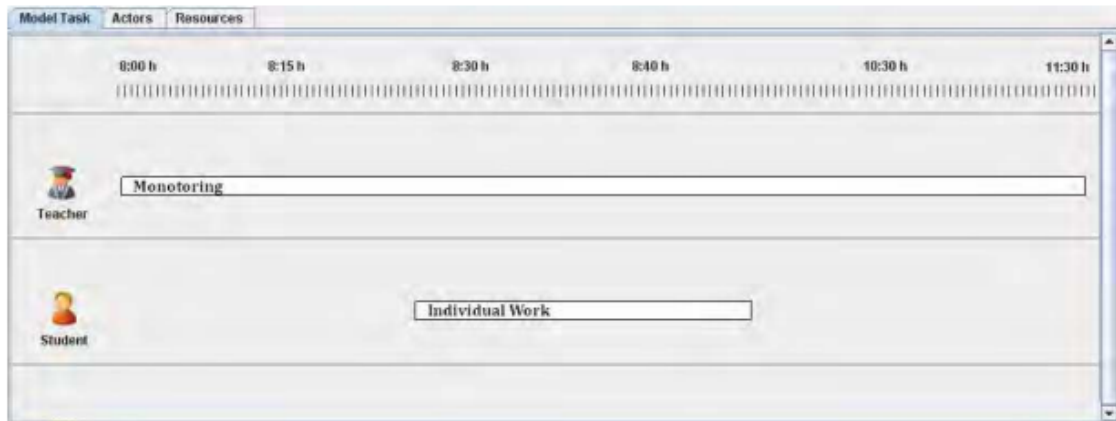 Model Task Actors Resources
8:00 h 8:15 h 8:30 h 8:40 h 10:30 h 11:30 h
Monotoring
Teacher
Individual Work
Student